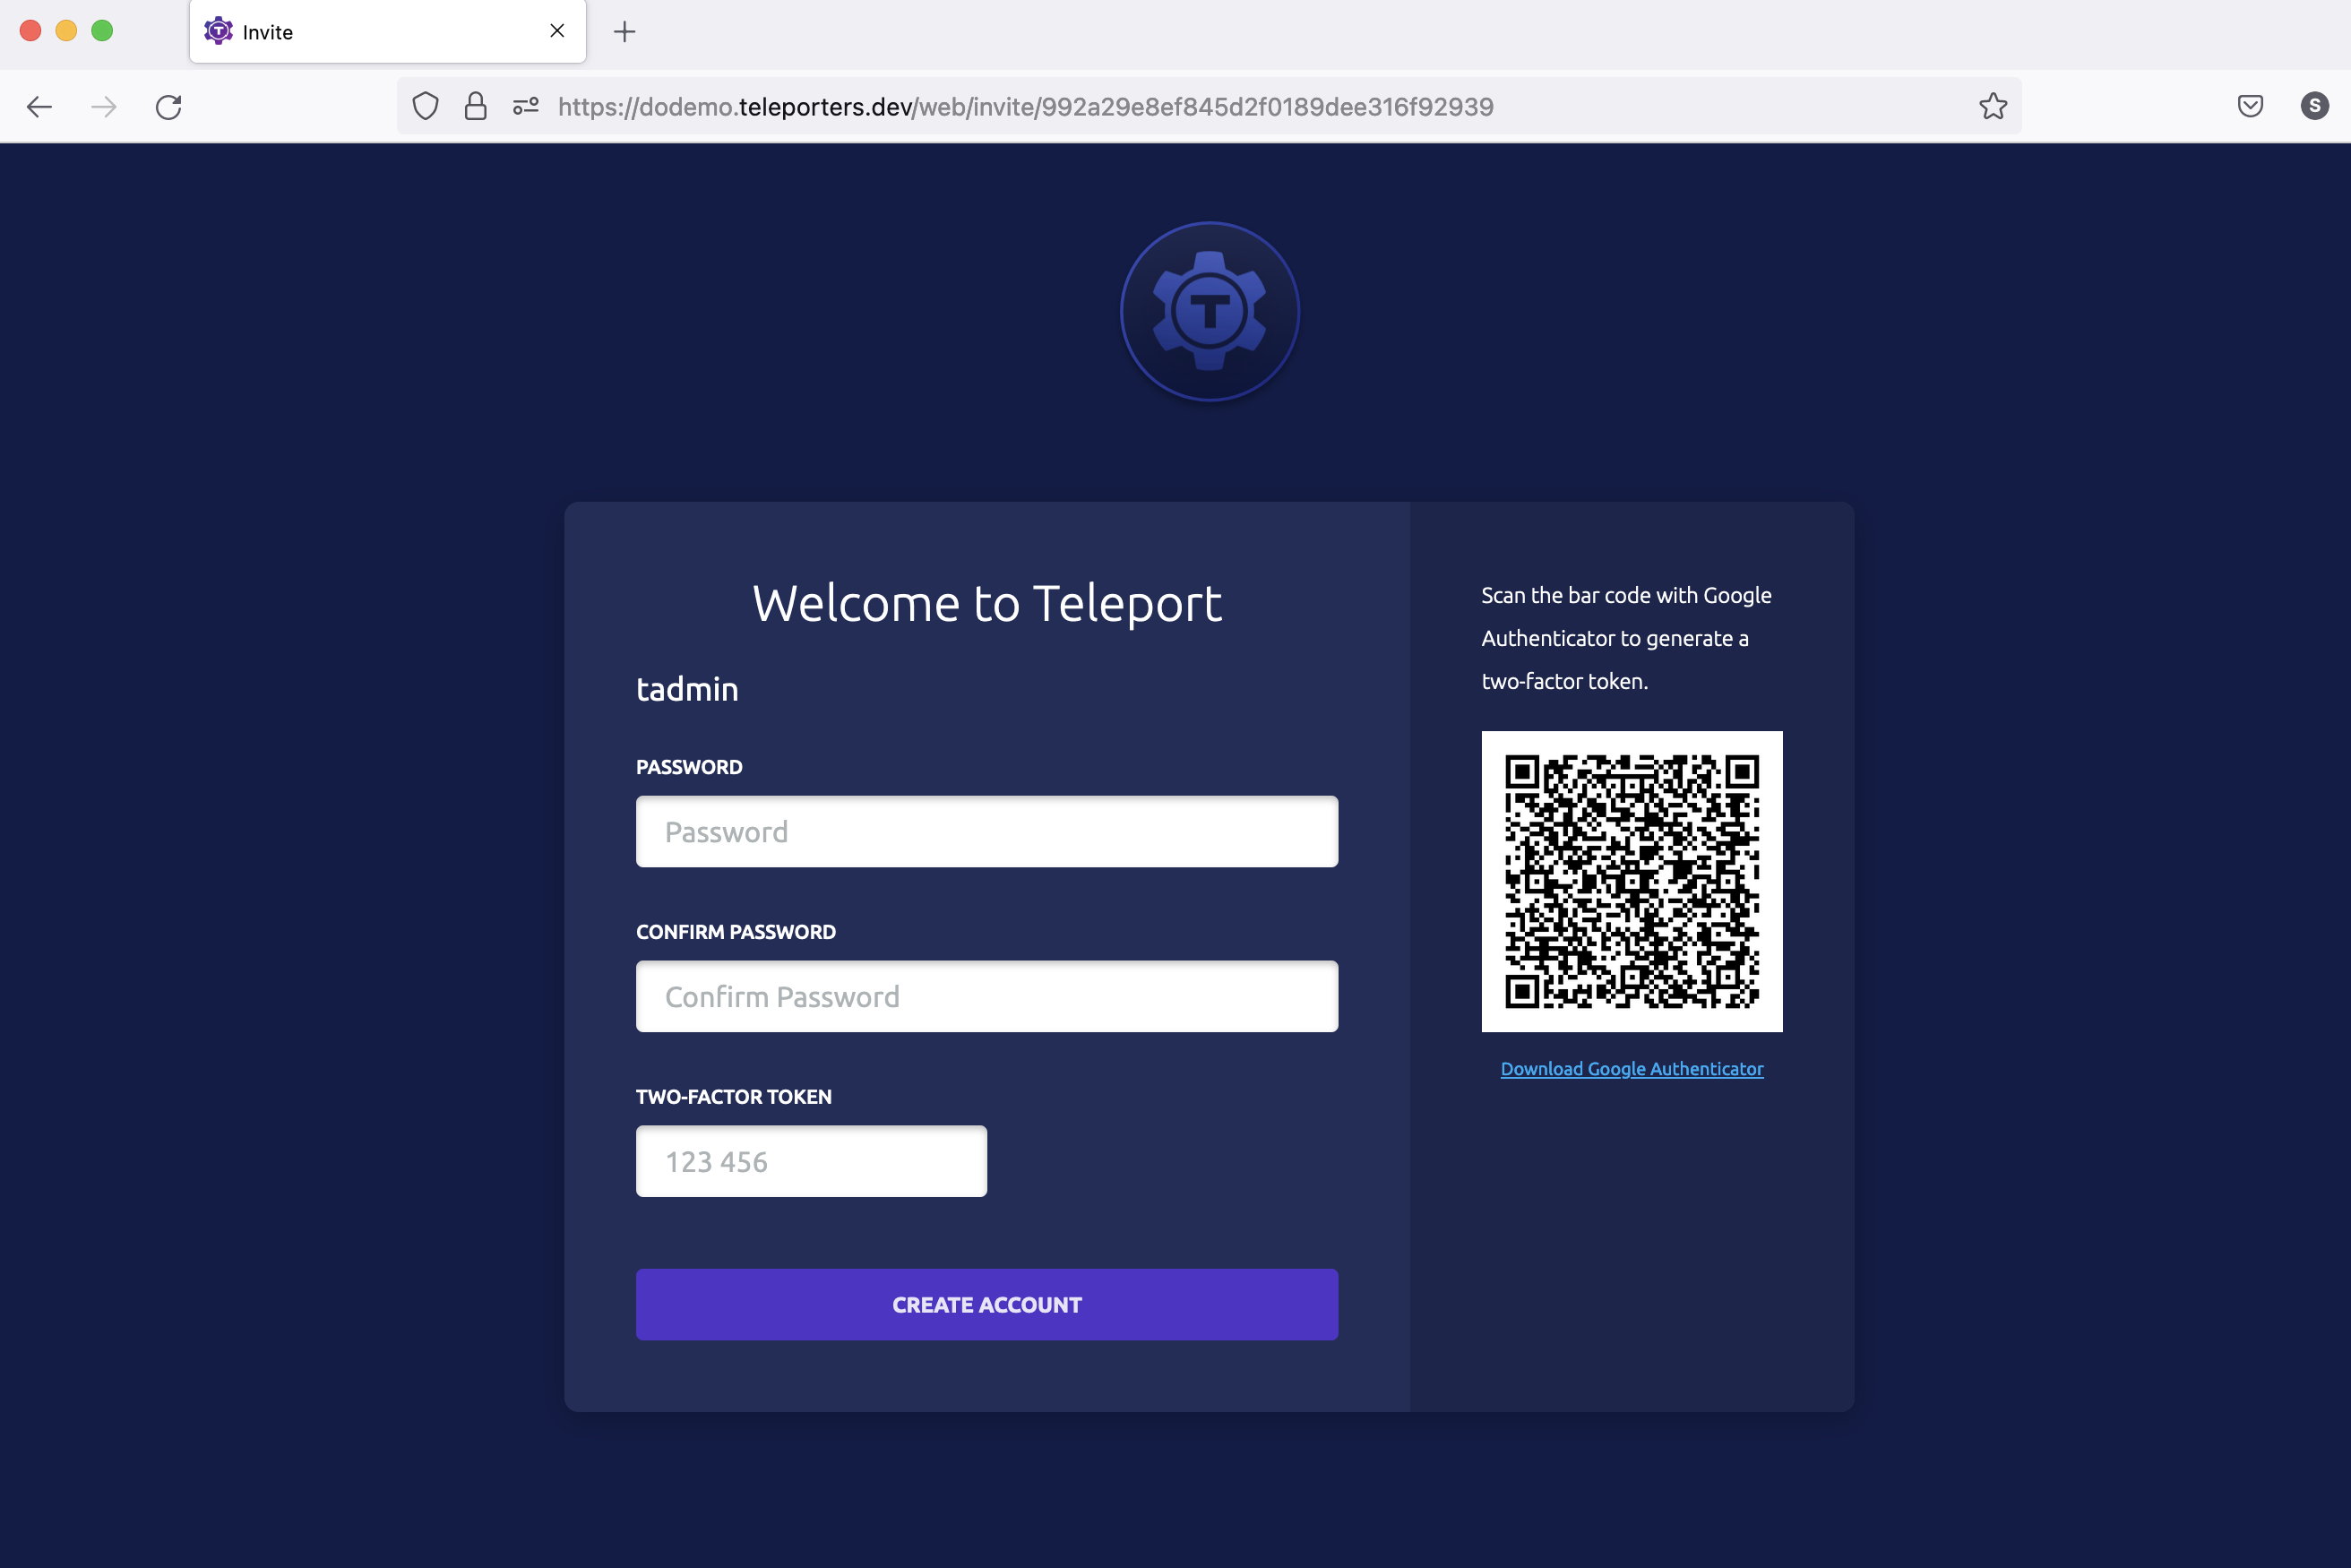 Invite
https://dodemo.teleporters.dev/web/invite/992a29e8ef845d2f0189dee316f92939
S
T
Welcome to Teleport
tadmin
PASSWORD
Password
CONFIRM PASSWORD
Confirm Password
TWO-FACTOR TOKEN
123 456
CREATE ACCOUNT
Scan the bar code with Google
Authenticator to generate a
two-factor token.
Download Google Authenticator